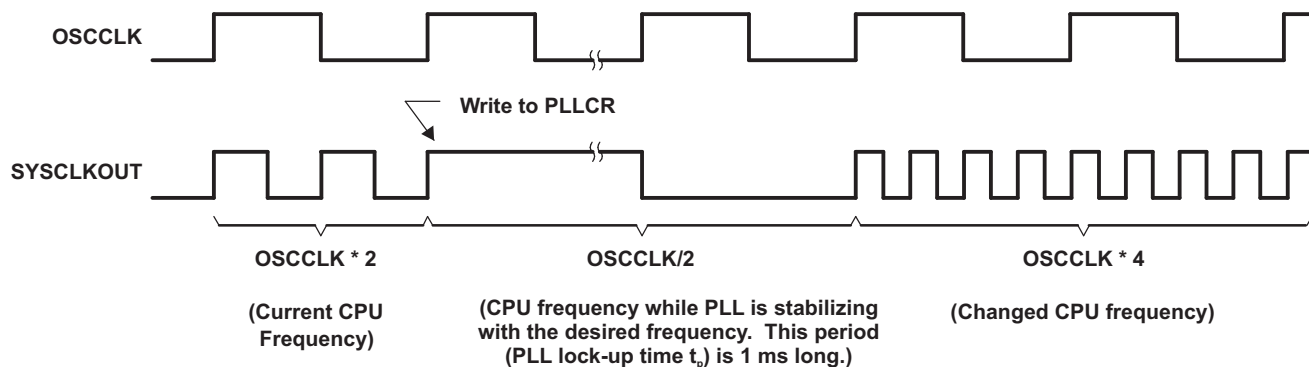 OSCCLK
Write to PLLCR
SYSCLKOUT
OSCCLK * 2
(Current CPU
Frequency)
OSCCLK/2
(CPU frequency while PLL is stabilizing
with the desired frequency. This period
(PLL lock-up time tp) is 1 ms long.)
OSCCLK * 4
(Changed CPU frequency)